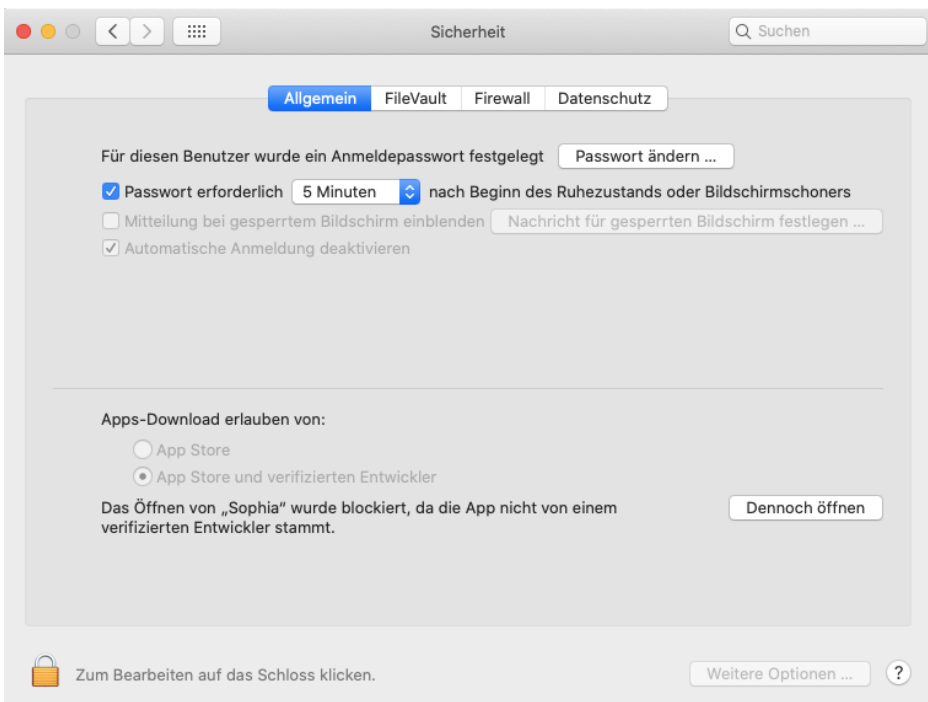 Sicherheit
Suchen
Allgemein FileVault Firewall Datenschutz
Für diesen Benutzer wurde ein Anmeldepasswort festgelegt Passwort ändern ...
Passwort erforderlich 5 Minuten nach Beginn des Ruhezustands oder Bildschirmschoners
Mitteilung bei gesperrtem Bildschirm einblenden Nachricht für gesperrten Bildschirm festlegen ...
Automatische Anmeldung deaktivieren
Apps-Download erlauben von:
App Store
App Store und verifizierten Entwickler
Das Öffnen von „Sophia“ wurde blockiert, da die App nicht von einem
verifizierten Entwickler stammt.
Dennoch öffnen
Zum Bearbeiten auf das Schloss klicken.
Weitere Optionen ... ?